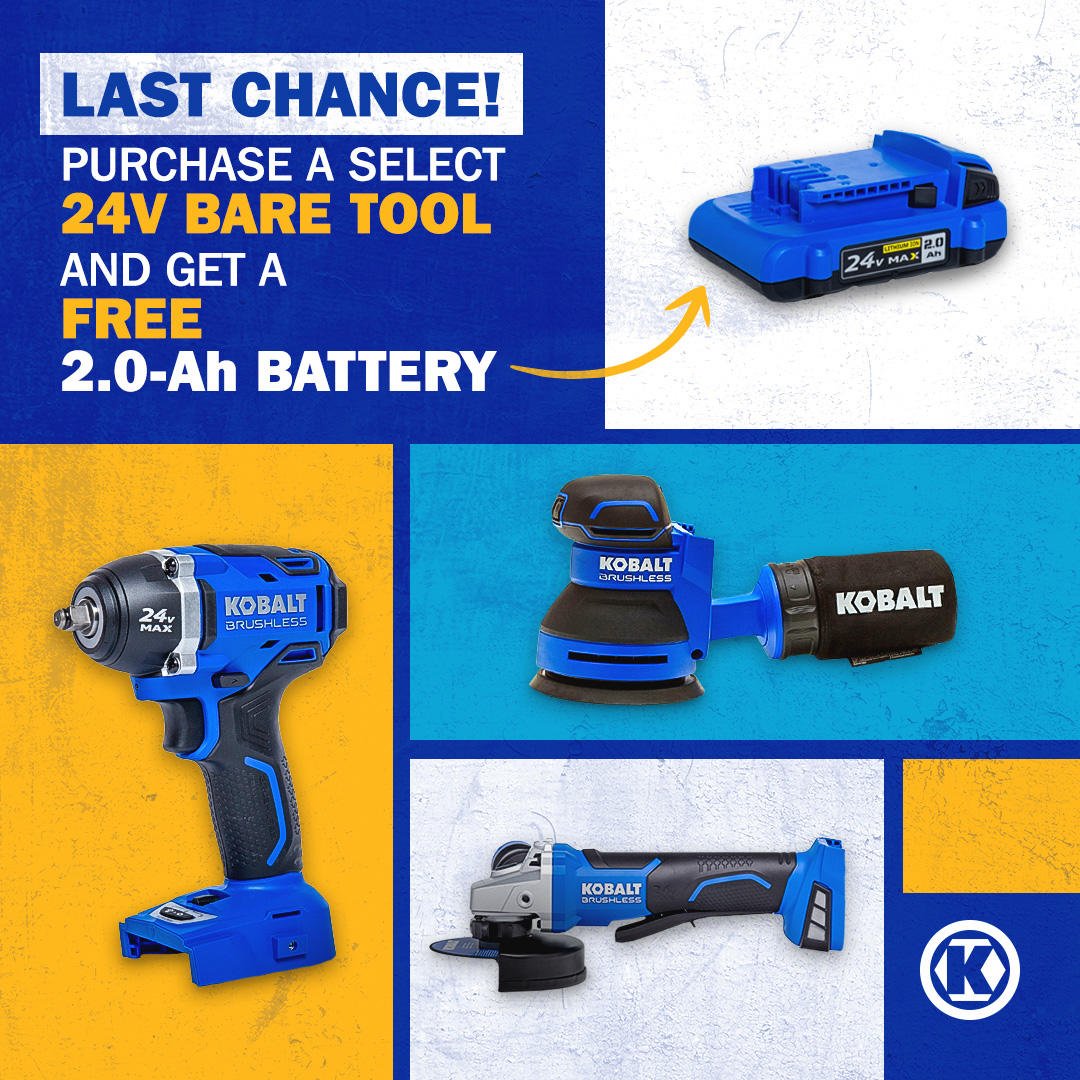 LAST CHANCE!
PURCHASE A SELECT
24V BARE TOOL
AND GET A
FREE
2.0-Ah BATTERY
LITHIUM ION
24V MAX
2.0
Ah
24V
MAX
KOBALT
BRUSHLESS
KOBALT
BRUSHLESS
KOBALT
KOBALT
BRUSHLESS
K